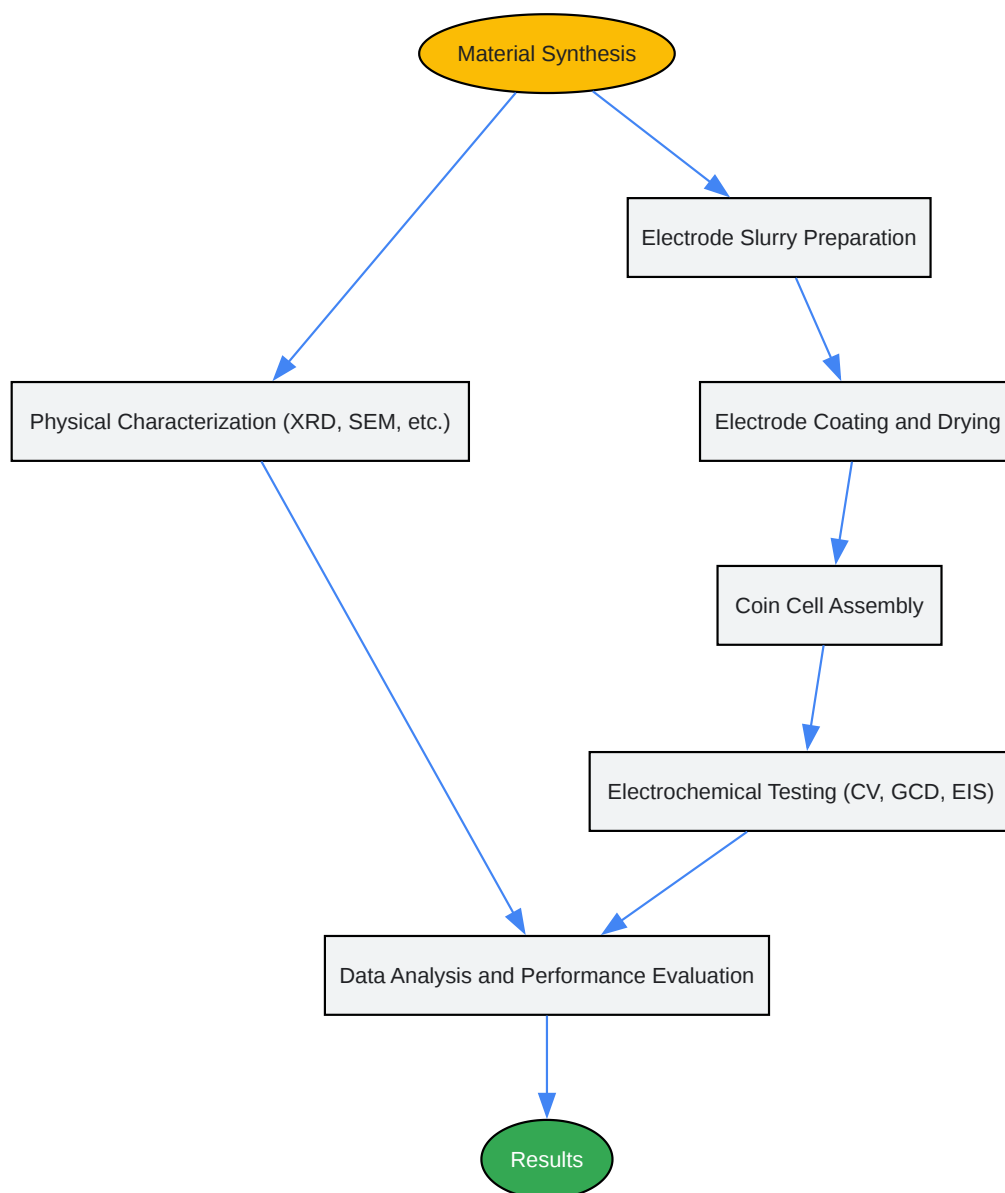 Material Synthesis
Electrode Slurry Preparation
Physical Characterization (XRD, SEM, etc.)
Electrode Coating and Drying
Coin Cell Assembly
Electrochemical Testing (CV, GCD, EIS)
Data Analysis and Performance Evaluation
Results